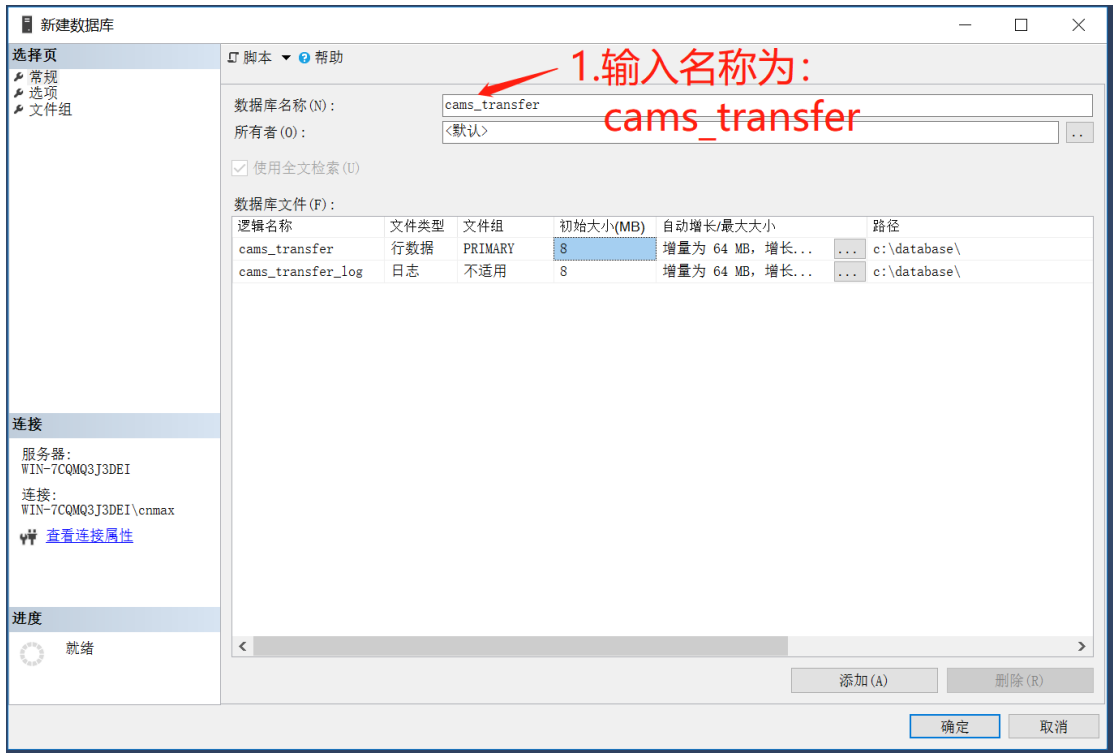 新建数据库
选择页
常规
选项
文件组
脚本 帮助
1.输入名称为:
cams_transfer
数据库名称(N):
cams_transfer
所有者(O):
<默认>
..
使用全文检索(U)
数据库文件(F):
逻辑名称 文件类型 文件组 初始大小(MB) 自动增长/最大大小 路径
cams_transfer 行数据 PRIMARY 8 增量为 64 MB，增长... ... c:\database\
cams_transfer_log 日志 不适用 8 增量为 64 MB，增长... ... c:\database\
连接
服务器:
WIN-7CQMQ3J3DEI
连接:
WIN-7CQMQ3J3DEI\cnmax
查看连接属性
进度
就绪
添加(A) 删除(R)
确定 取消